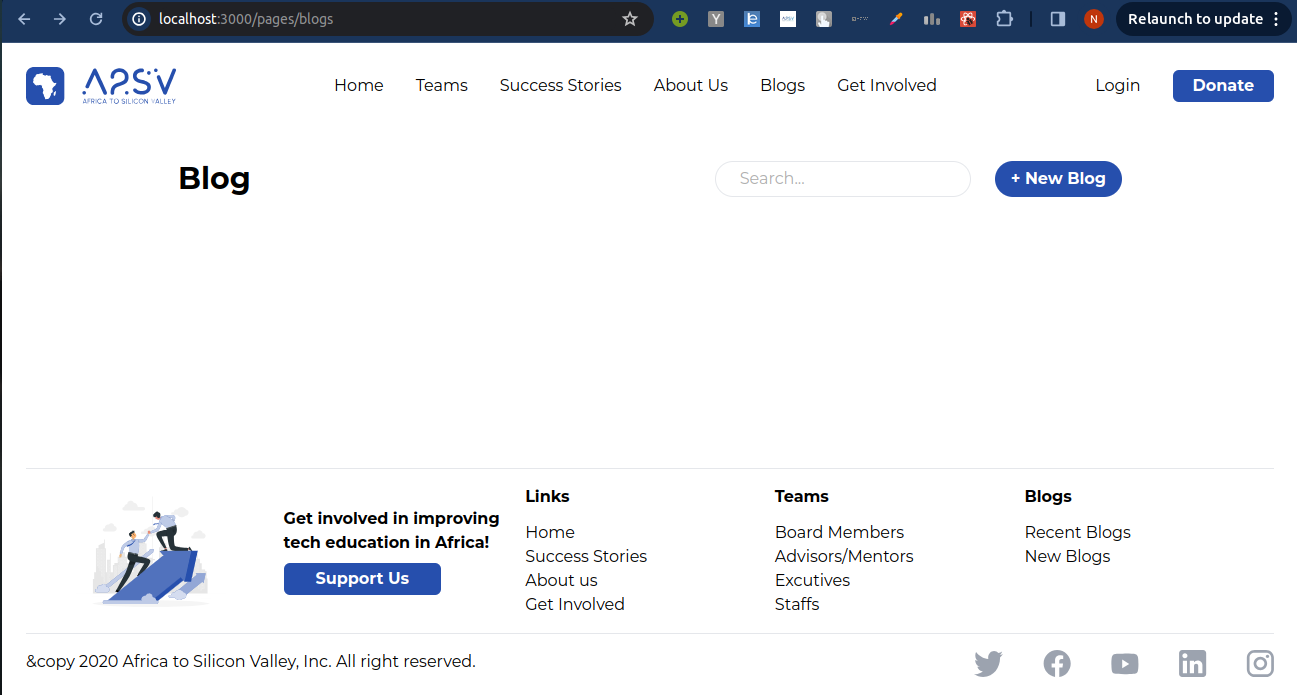 localhost:3000/pages/blogs
N
Relaunch to update
A2SV
AFRICA TO SILICON VALLEY
Home Teams Success Stories About Us Blogs Get Involved Login Donate
Blog Search... + New Blog
Get involved in improving
tech education in Africa!
Support Us
Links
Home
Success Stories
About us
Get Involved
Teams
Board Members
Advisors/Mentors
Excutives
Staffs
Blogs
Recent Blogs
New Blogs
&copy 2020 Africa to Silicon Valley, Inc. All right reserved.